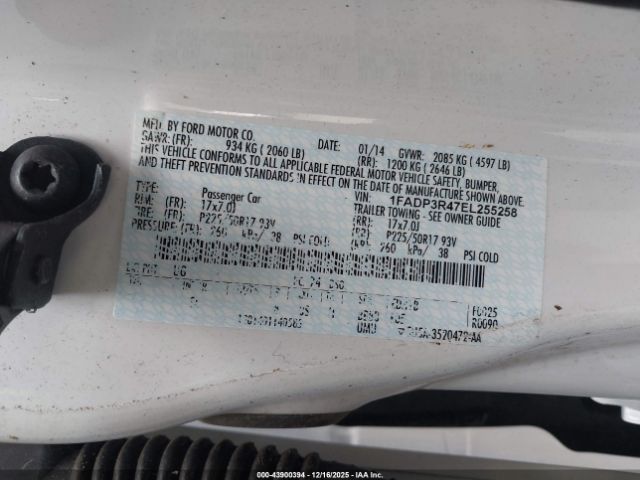 MFD. BY FORD MOTOR CO. DATE: 01/14 GVWR: 2085 KG ( 4597 LB)
GAWR: (FR): 934 KG ( 2060 LB) (RR): 1200 KG ( 2646 LB)
THIS VEHICLE CONFORMS TO ALL APPLICABLE FEDERAL MOTOR VEHICLE SAFETY, BUMPER,
AND THEFT PREVENTION STANDARDS IN EFFECT ON THE DATE OF MANUFACTURE SHOWN ABOVE.
VIN: 1FADP3R47EL255258
TYPE: Passenger Car TRAILER TOWING - SEE OWNER GUIDE
RIM: (FR): 17x7.0J (RR): 17x7.0J
TIRE: (FR): P225/50R17 93V (RR): P225/50R17 93V
PRESSURE: (FR): 260 kPa/ 38 PSI COLD 260 kPa/ 38 PSI COLD
EXT PNT: UG
F0025
R0090
-3570472-AA
000-43900394 - 12/16/2025 - IAAIF.COM